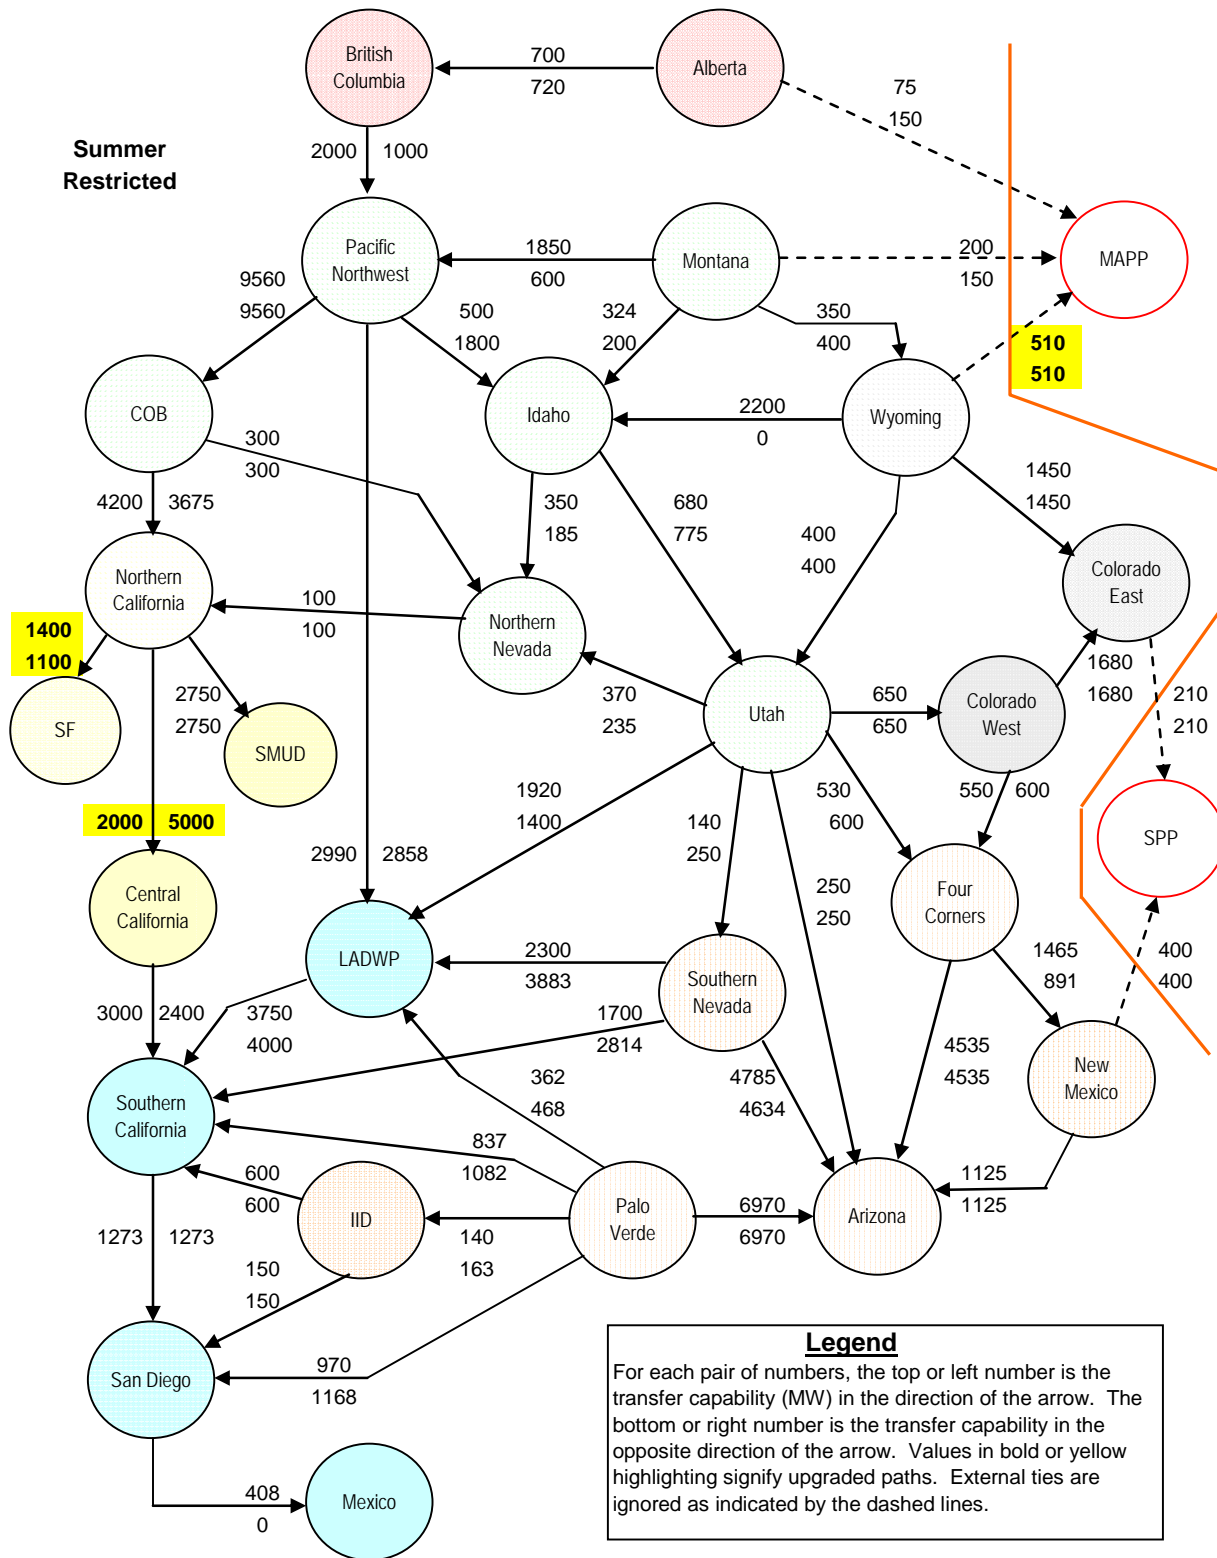 British
Columbia
700
720
Alberta
75
150
Summer
Restricted
2000 1000
Pacific
Northwest
1850
600
Montana
200
150
MAPP
9560
9560
500
1800
324
200
350
400
510
510
COB
Idaho
2200
0
Wyoming
300
300
4200 3675
350
185
680
775
400
400
1450
1450
Northern
California
100
100
Northern
Nevada
Colorado
East
1400
1100
SF
2750
2750
SMUD
370
235
Utah
650
650
Colorado
West
1680
1680
210
210
2000 5000
1920
1400
140
250
530
600
550 600
SPP
2990 2858
Central
California
250
250
Four
Corners
LADWP
2300
3883
Southern
Nevada
1465
891
400
400
3000 2400
3750
4000
1700
2814
4785
4634
4535
4535
New
Mexico
Southern
California
362
468
837
1082
600
600
IID
140
163
Palo
Verde
6970
6970
Arizona
1125
1125
1273 1273
150
150
970
1168
San Diego
408
0
Mexico
Legend
For each pair of numbers, the top or left number is the
transfer capability (MW) in the direction of the arrow. The
bottom or right number is the transfer capability in the
opposite direction of the arrow. Values in bold or yellow
highlighting signify upgraded paths. External ties are
ignored as indicated by the dashed lines.